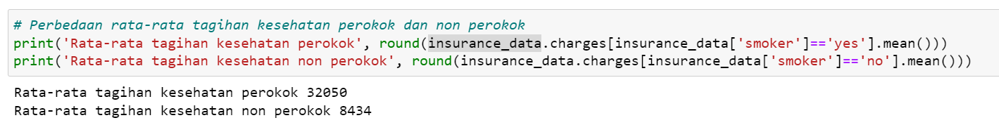 # Perbedaan rata-rata tagihan kesehatan perokok dan non perokok
print('Rata-rata tagihan kesehatan perokok', round(insurance_data.charges[insurance_data['smoker']=='yes'].mean()))
print('Rata-rata tagihan kesehatan non perokok', round(insurance_data.charges[insurance_data['smoker']=='no'].mean()))
Rata-rata tagihan kesehatan perokok 32050
Rata-rata tagihan kesehatan non perokok 8434